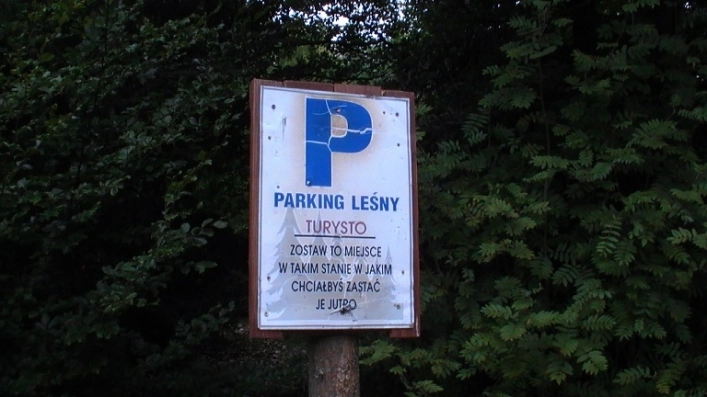 P
PARKING LEŚNY
TURYSTO
ZOSTAW TO MIEJSCE
W TAKIM STANIE W JAKIM
CHCIAŁBYŚ ZASTAĆ
JE JUTRO